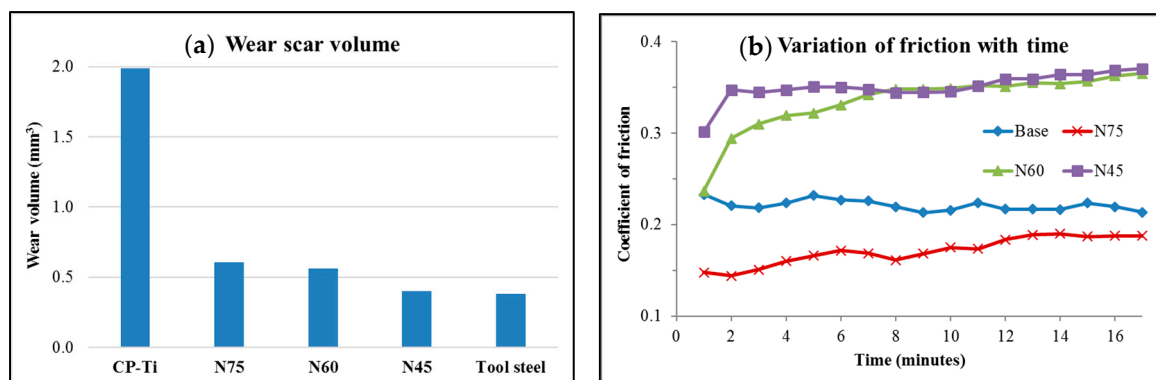 (a) Wear scar volume
Wear volume (mm³)
2.0
1.5
1.0
0.5
0.0
CP-Ti N75 N60 N45 Tool steel
(b) Variation of friction with time
Coefficient of friction
0.4
0.3
0.2
0.1
Base N75
N60 N45
0 2 4 6 8 10 12 14 16
Time (minutes)